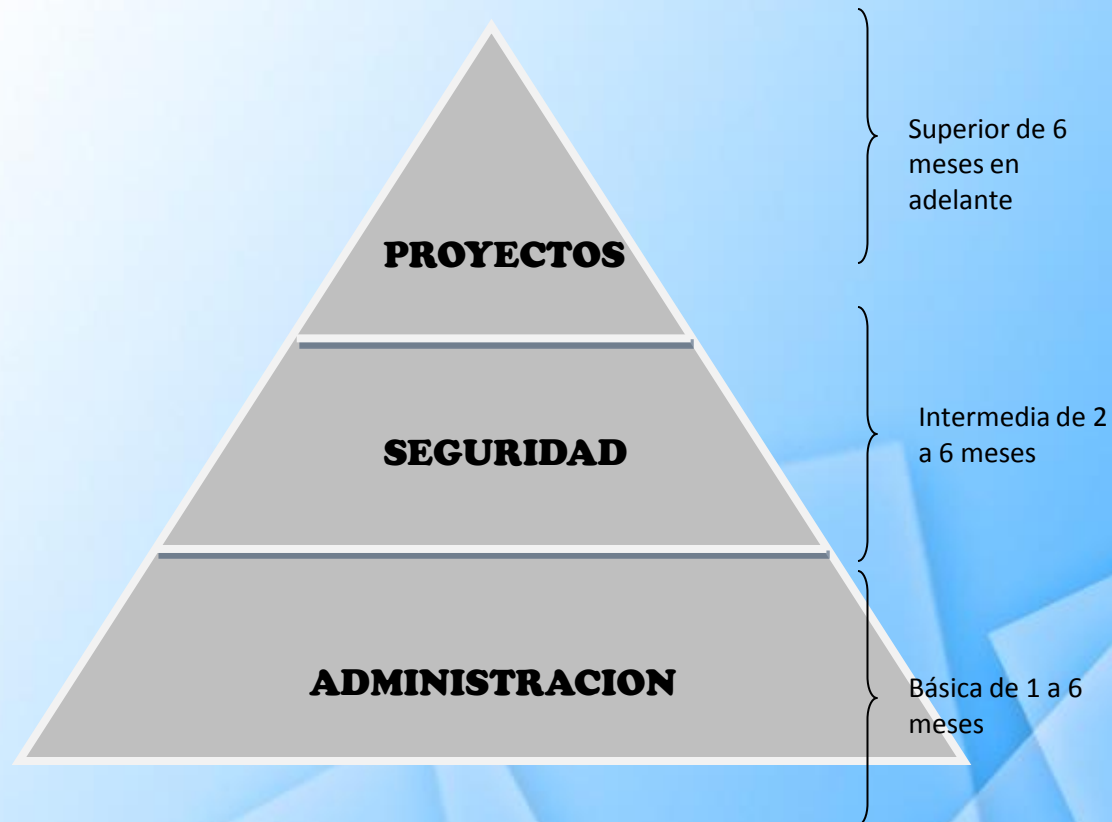 Superior de 6
meses en
adelante
PROYECTOS
Intermedia de 2
a 6 meses
SEGURIDAD
ADMINISTRACION
Básica de 1 a 6
meses